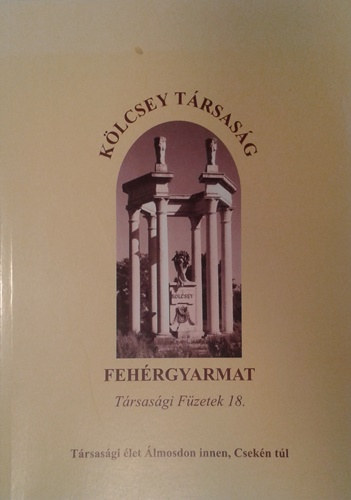 KÖLCSEY TÁRSASÁG
KÖLCSEY
FEHÉRGYARMAT
Társasági Füzetek 18.
Társasági élet Álmosdon innen, Csekén túl